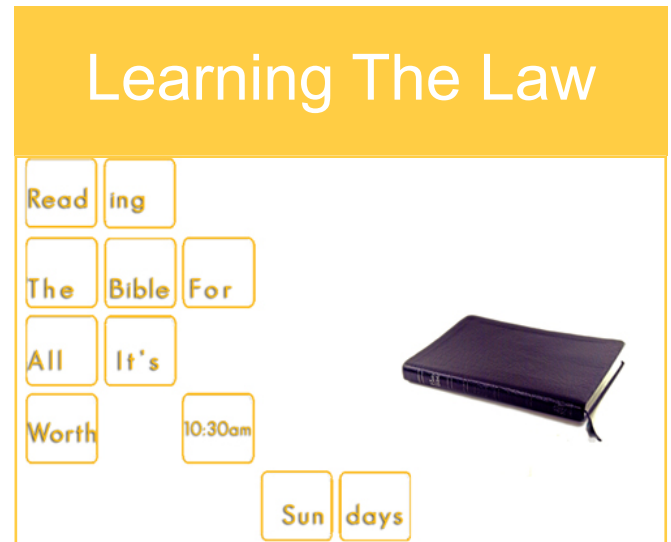 Learning The Law
Read ing
The Bible For
All It's
Worth 10:30am
Sun days